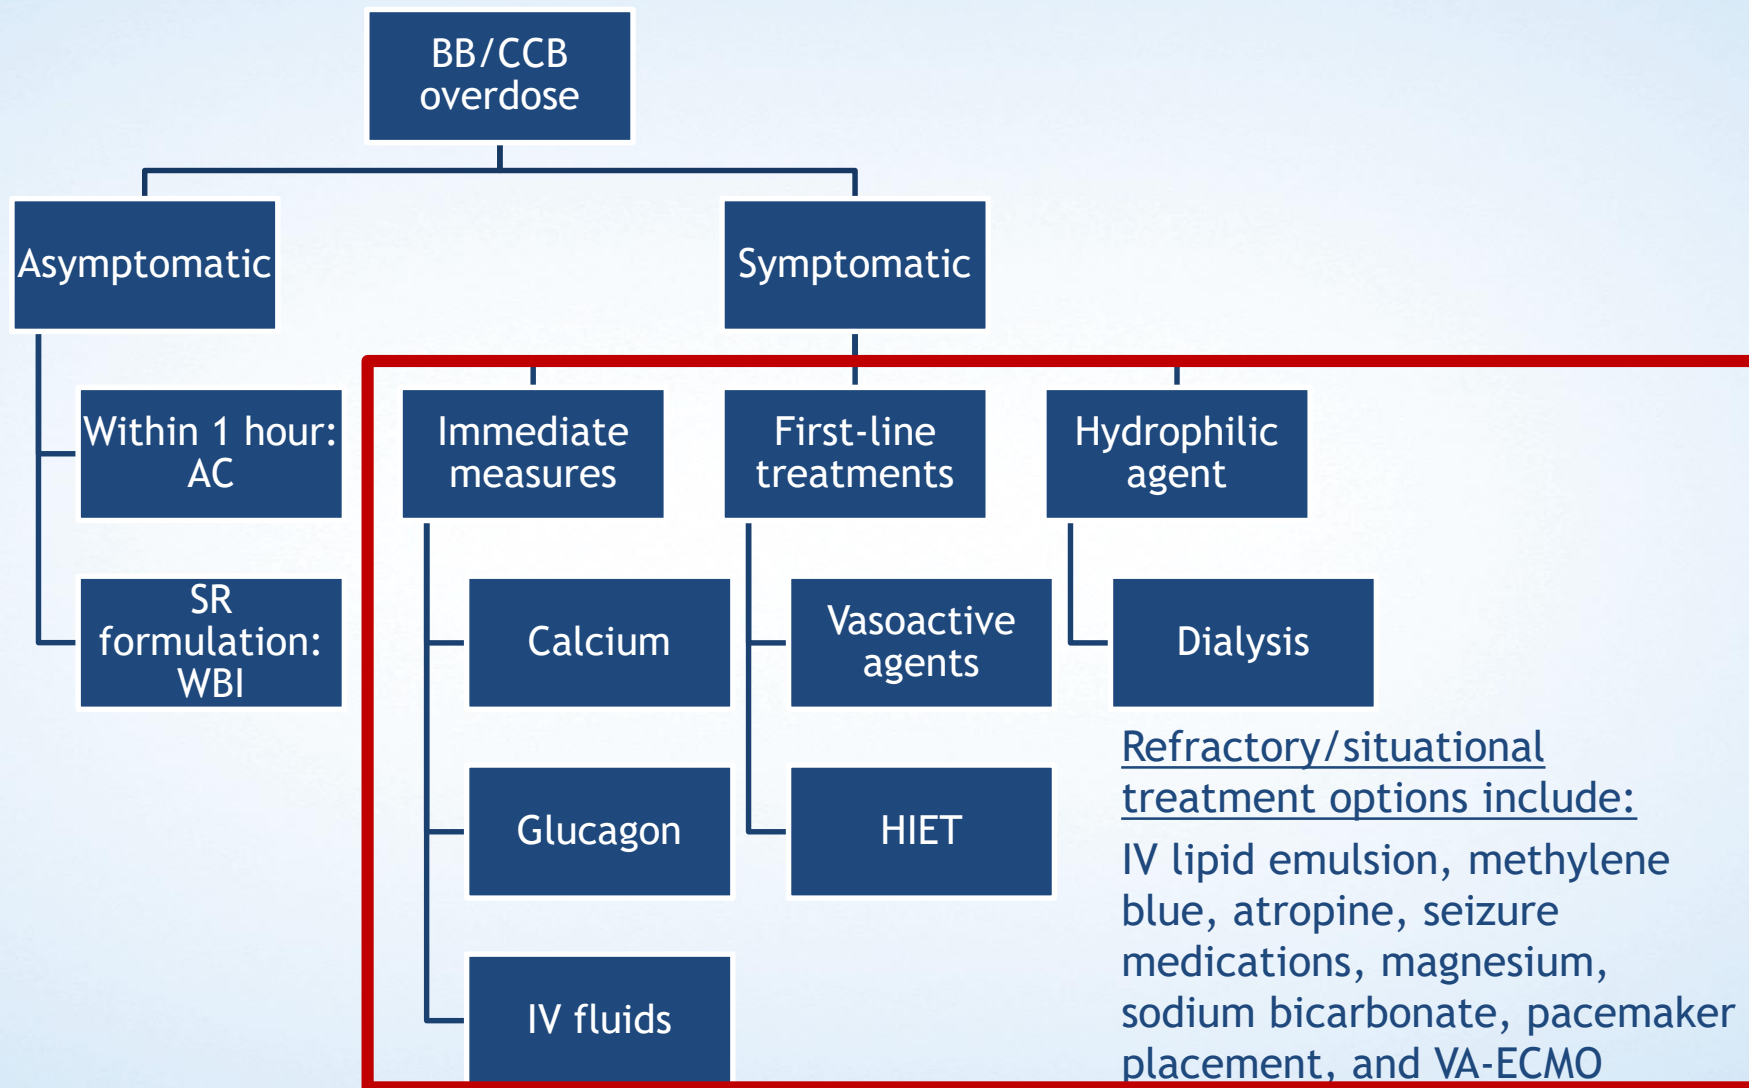 BB/CCB
overdose
Asymptomatic
Symptomatic
Within 1 hour:
AC
SR
formulation:
WBI
Immediate
measures
Calcium
Glucagon
IV fluids
First-line
treatments
Vasoactive
agents
HIET
Hydrophilic
agent
Dialysis
Refractory/situational
treatment options include:
IV lipid emulsion, methylene
blue, atropine, seizure
medications, magnesium,
sodium bicarbonate, pacemaker
placement, and VA-ECMO